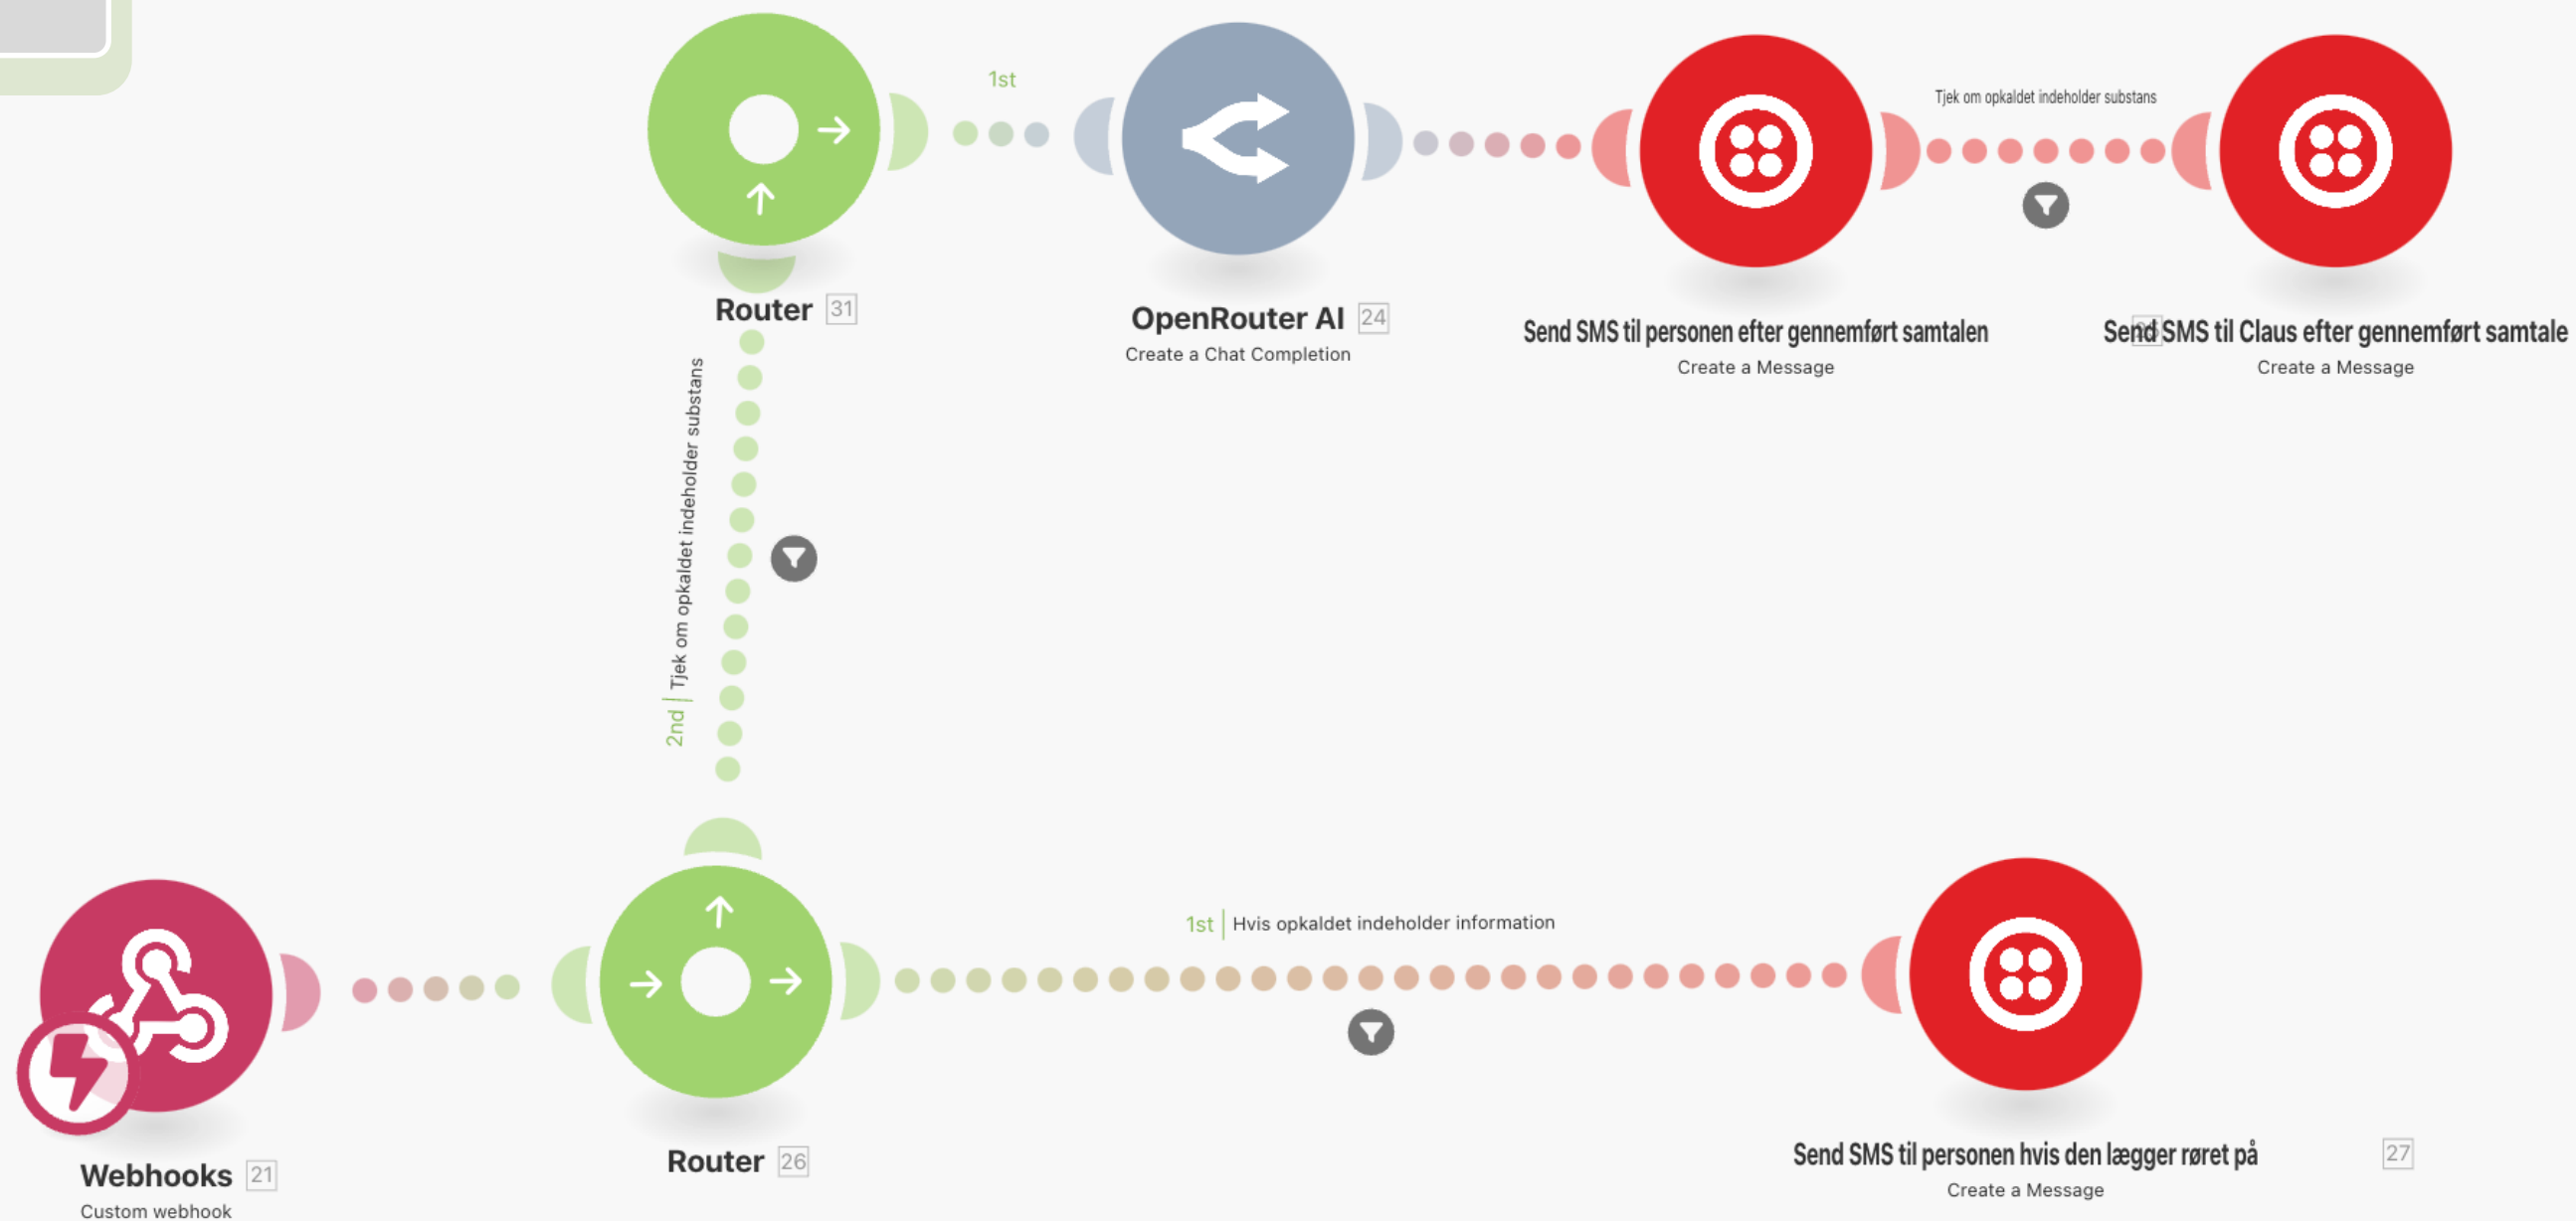 1st
Tjek om opkaldet indeholder substans
Router 31
OpenRouter AI 24
Create a Chat Completion
Send SMS til personen efter gennemført samtalen
Create a Message
Send SMS til Claus efter gennemført samtale
Create a Message
2nd | Tjek om opkaldet indeholder substans
1st | Hvis opkaldet indeholder information
Webhooks 21
Custom webhook
Router 26
Send SMS til personen hvis den lægger røret på 27
Create a Message